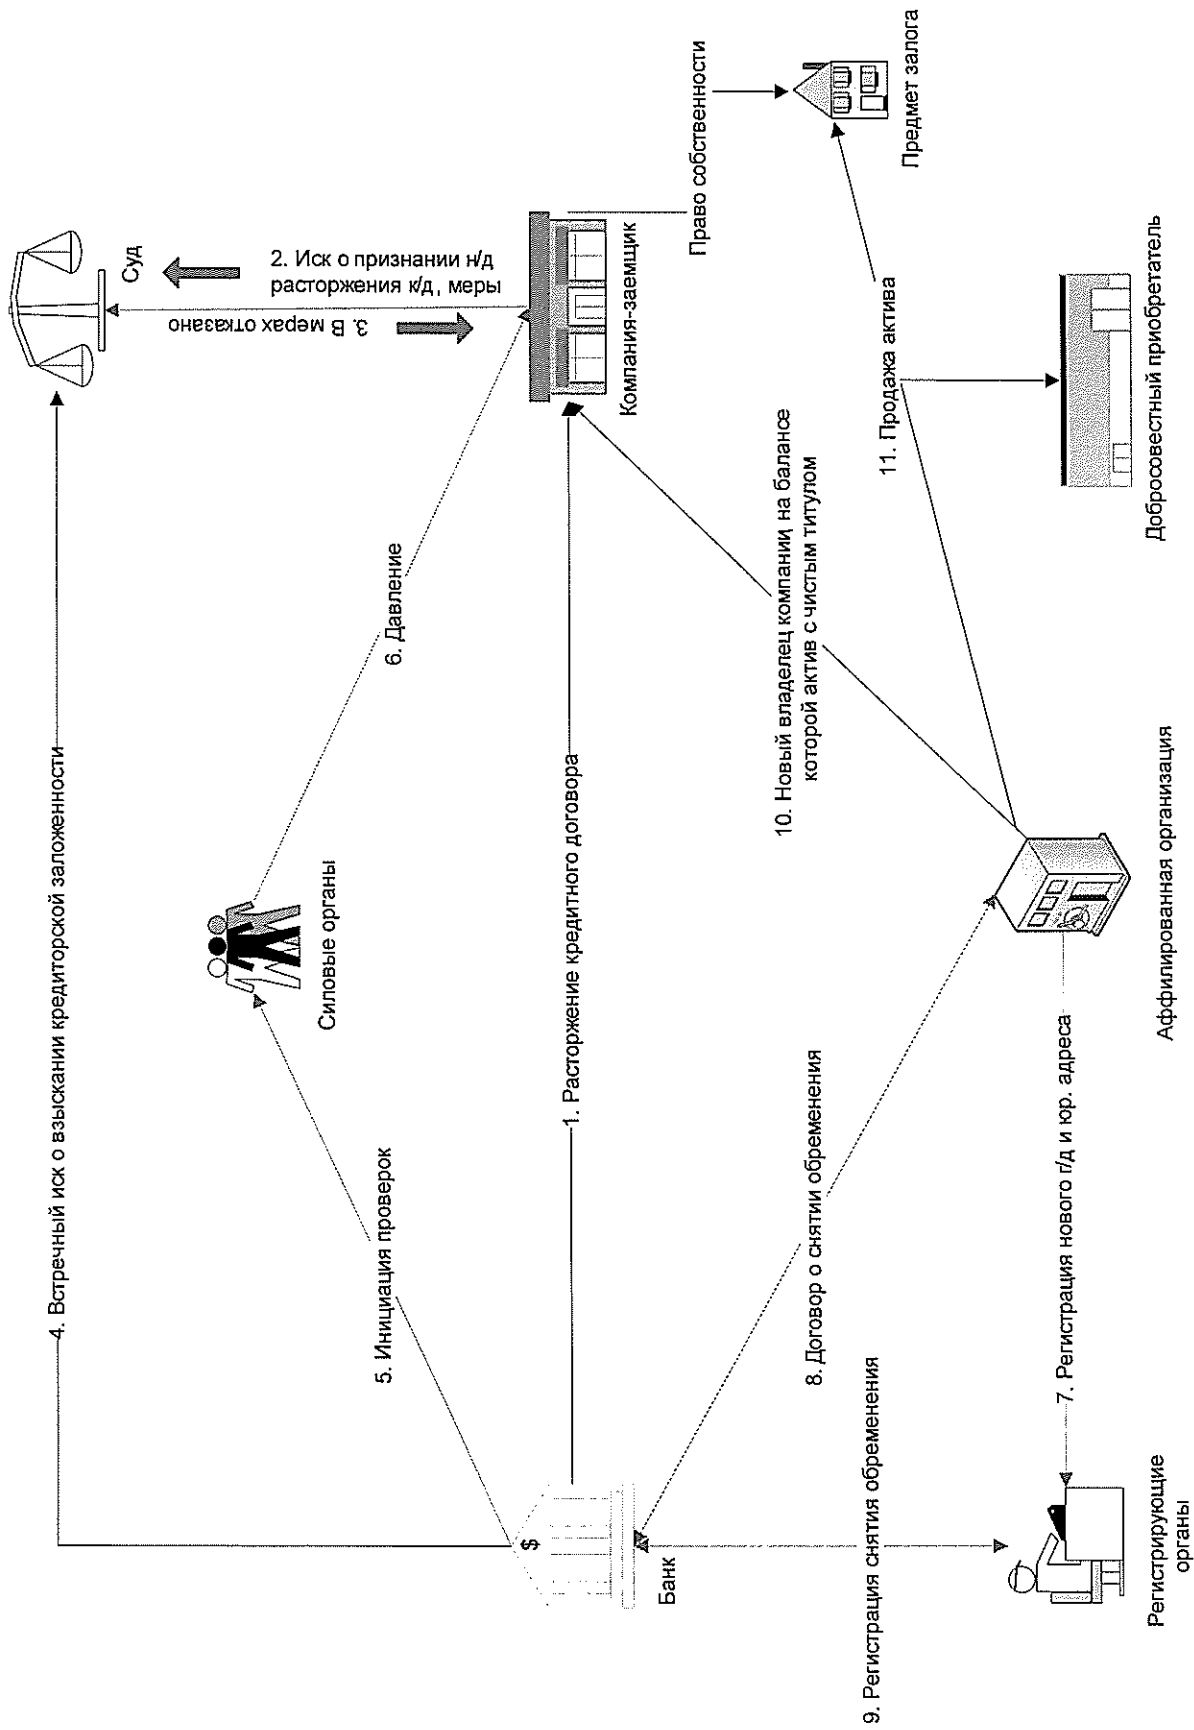 4. Встречный иск о взыскании кредиторской заложенности
Суд
2. Иск о признании н/д
расторжения к/д, меры
3. В мерах отказано
Силовые органы
5. Инициация проверок
6. Давление
$
Банк
1. Расторжение кредитного договора
Компания-заемщик
Право собственности
Предмет залога
8. Договор о снятии обременения
10. Новый владелец компании, на балансе
которой актив с чистым титулом
11. Продажа актива
9. Регистрация снятия обременения
Регистрирующие
органы
7. Регистрация нового г/д и юр. адреса
Аффилированная организация
Добросовестный приобретатель